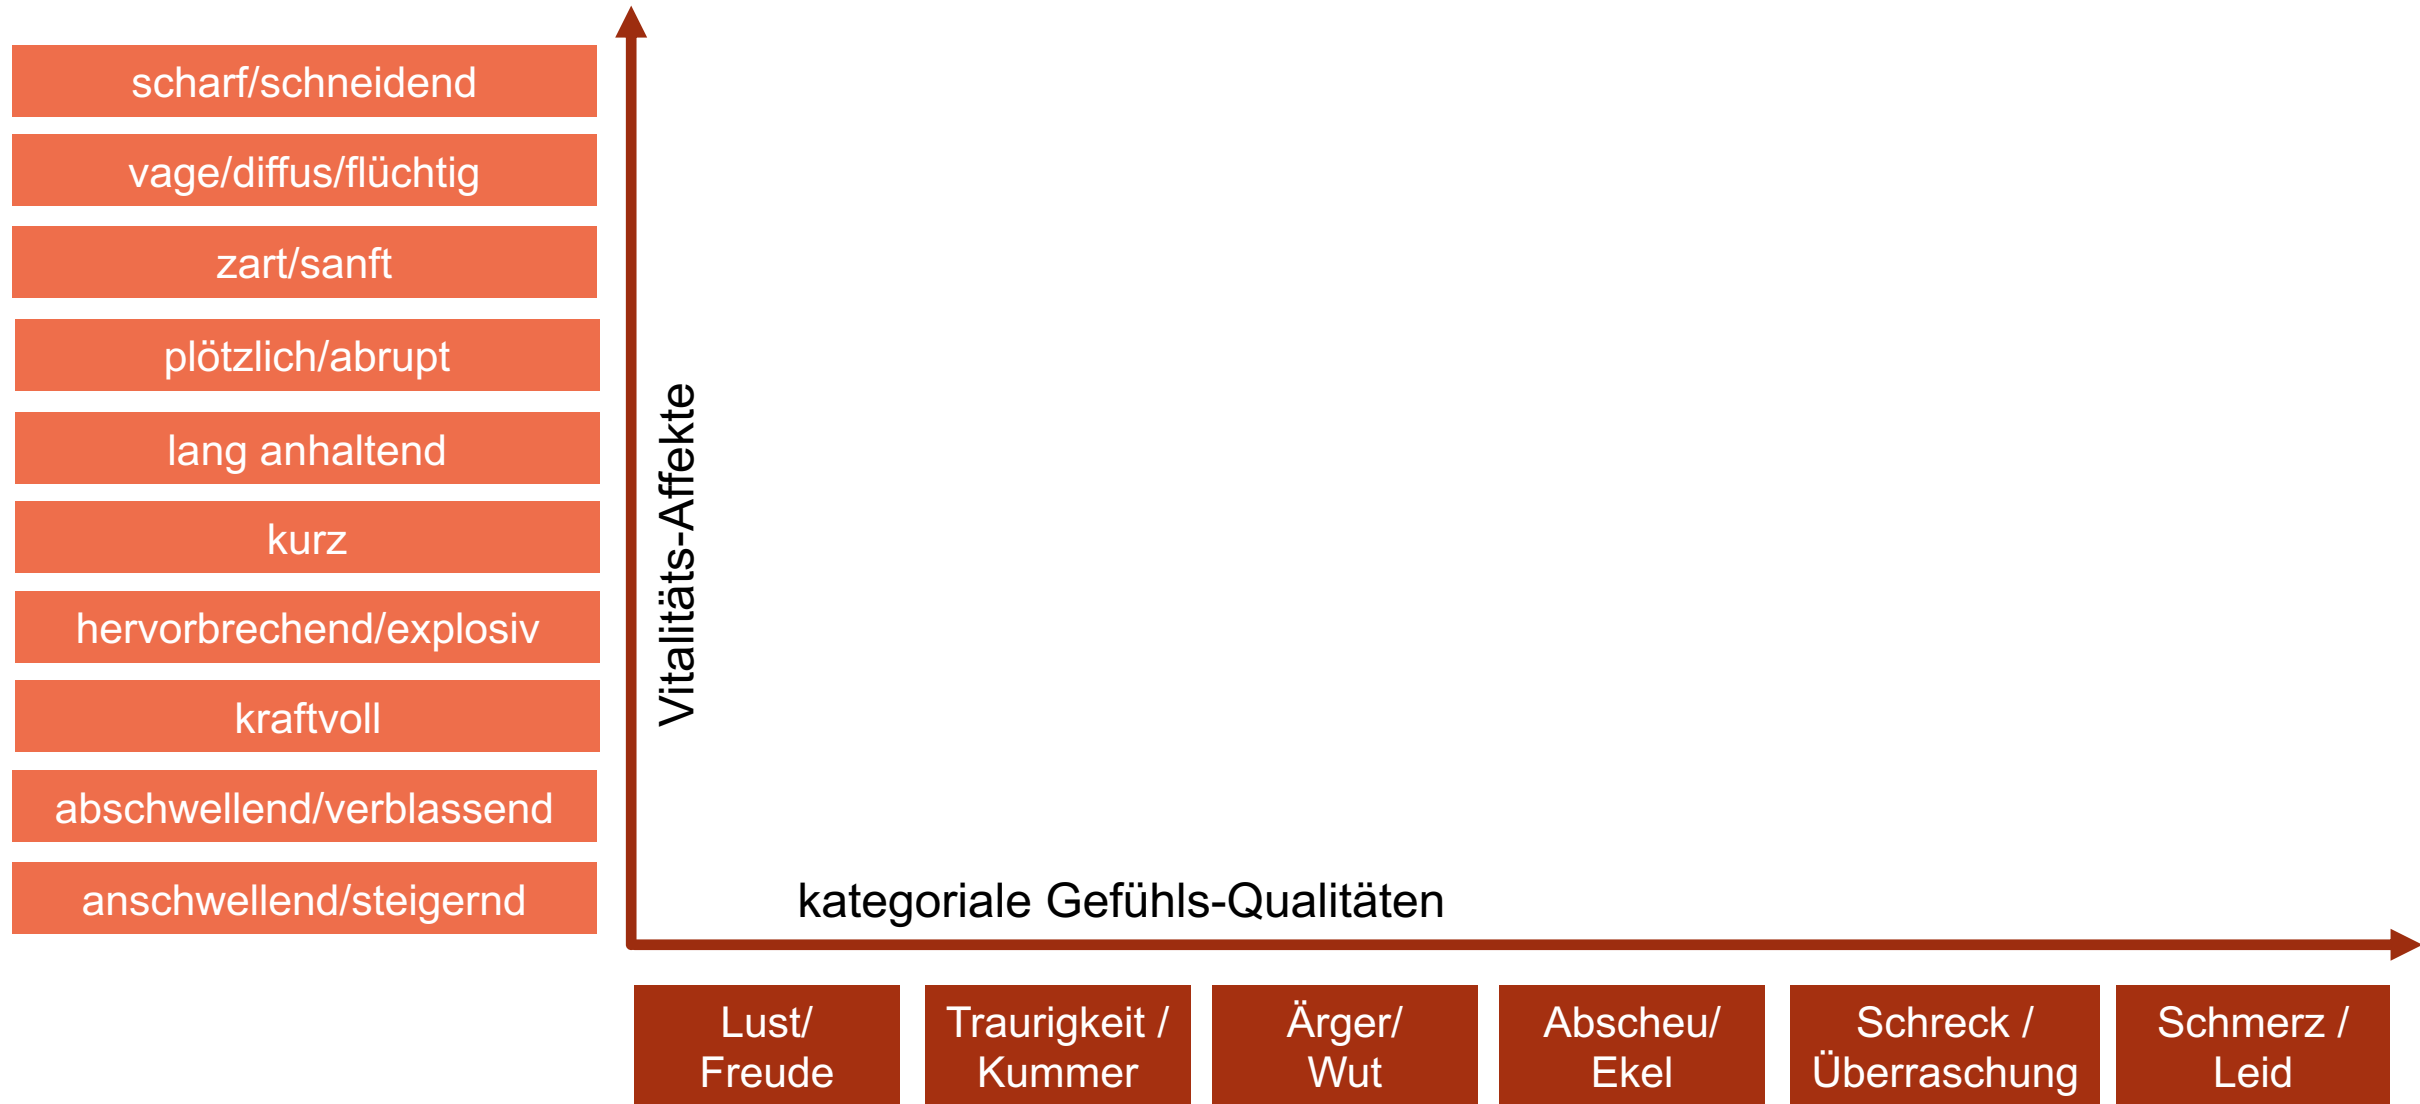 scharf/schneidend
vage/diffus/flüchtig
zart/sanft
plötzlich/abrupt
lang anhaltend
kurz
hervorbrechend/explosiv
kraftvoll
abschwellend/verblassend
anschwellend/steigernd
Vitalitäts-Affekte
kategoriale Gefühls-Qualitäten
Lust/
Freude
Traurigkeit /
Kummer
Ärger/
Wut
Abscheu/
Ekel
Schreck /
Überraschung
Schmerz /
Leid